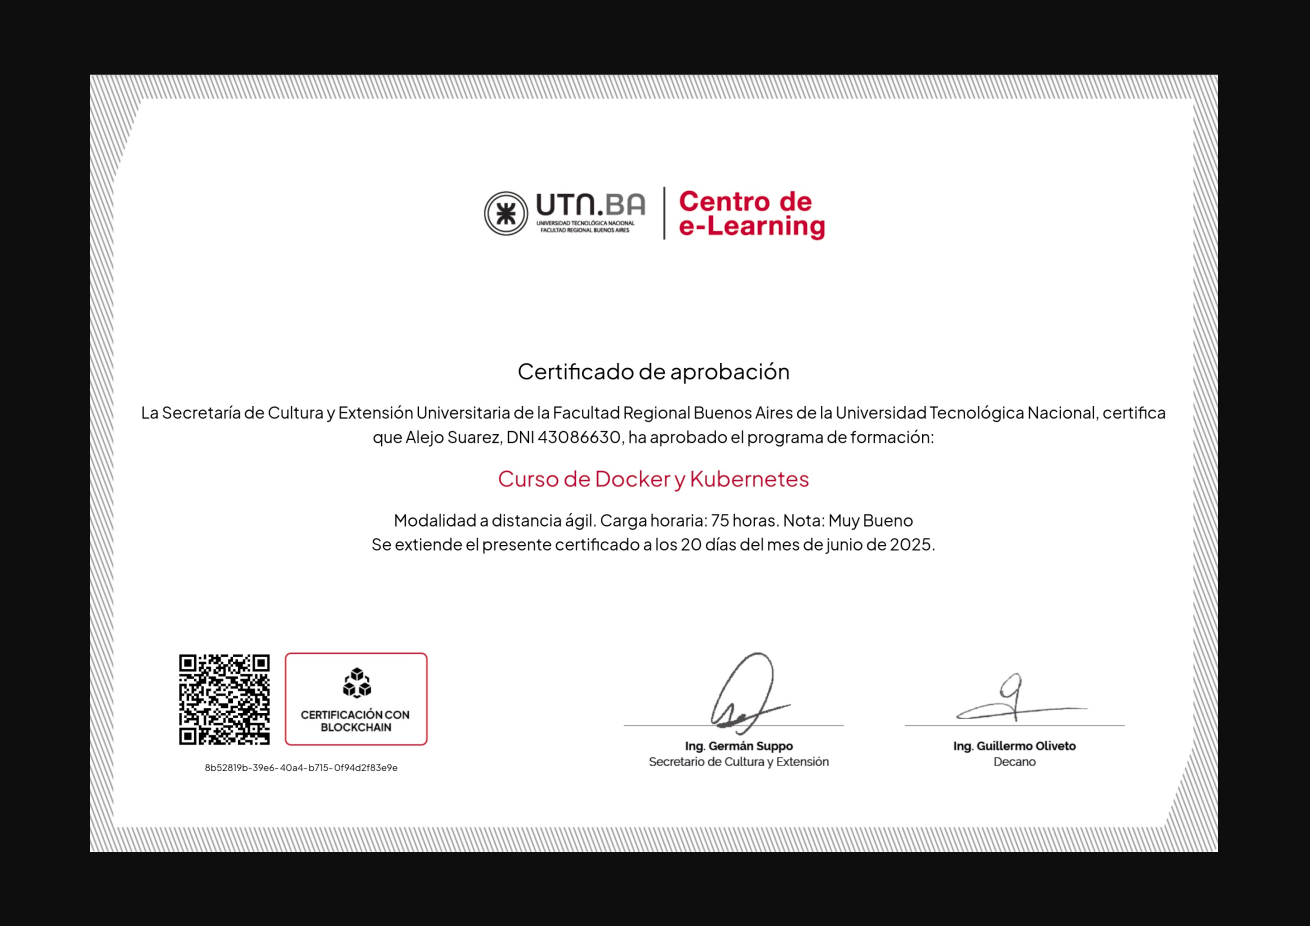 UTN.BA
UNIVERSIDAD TECNOLÓGICA NACIONAL
FACULTAD REGIONAL BUENOS AIRES
Centro de
e-Learning
Certificado de aprobación
La Secretaría de Cultura y Extensión Universitaria de la Facultad Regional Buenos Aires de la Universidad Tecnológica Nacional, certifica
que Alejo Suarez, DNI 43086630, ha aprobado el programa de formación:
Curso de Docker y Kubernetes
Modalidad a distancia ágil. Carga horaria: 75 horas. Nota: Muy Bueno
Se extiende el presente certificado a los 20 días del mes de junio de 2025.
CERTIFICACIÓN CON
BLOCKCHAIN
8b52819b-39e6-40a4-b715-0f94d2f83e9e
Ing. Germán Suppo
Secretario de Cultura y Extensión
Ing. Guillermo Oliveto
Decano